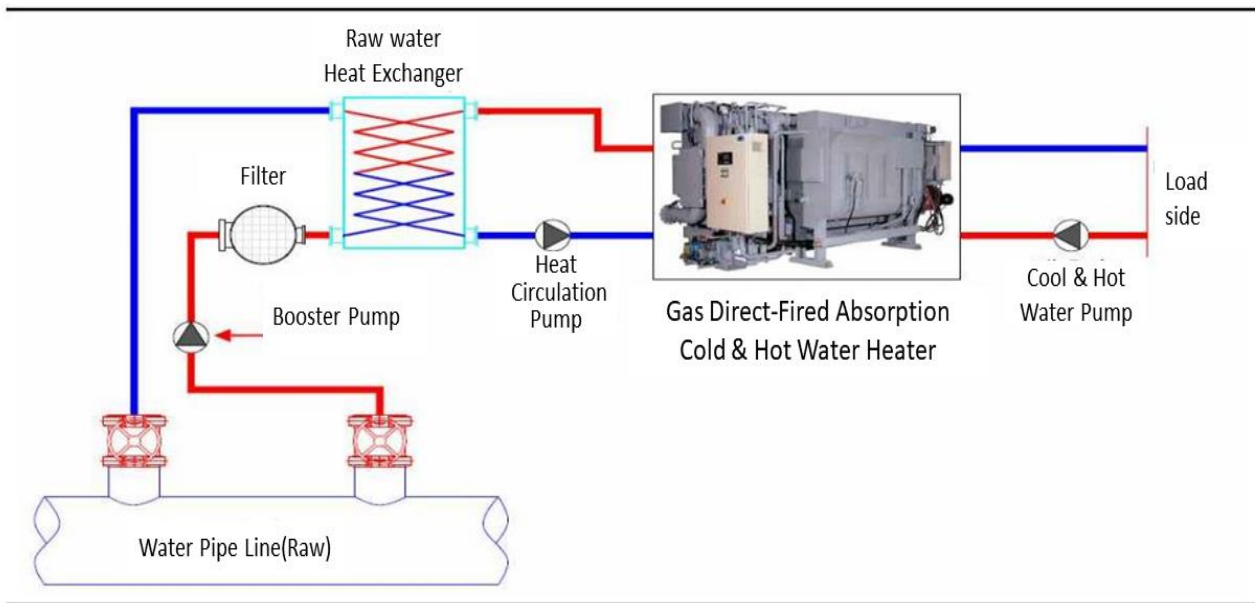 Raw water
Heat Exchanger
Filter
Booster Pump
Heat
Circulation
Pump
Gas Direct-Fired Absorption
Cold & Hot Water Heater
Load
side
Cool & Hot
Water Pump
Water Pipe Line(Raw)